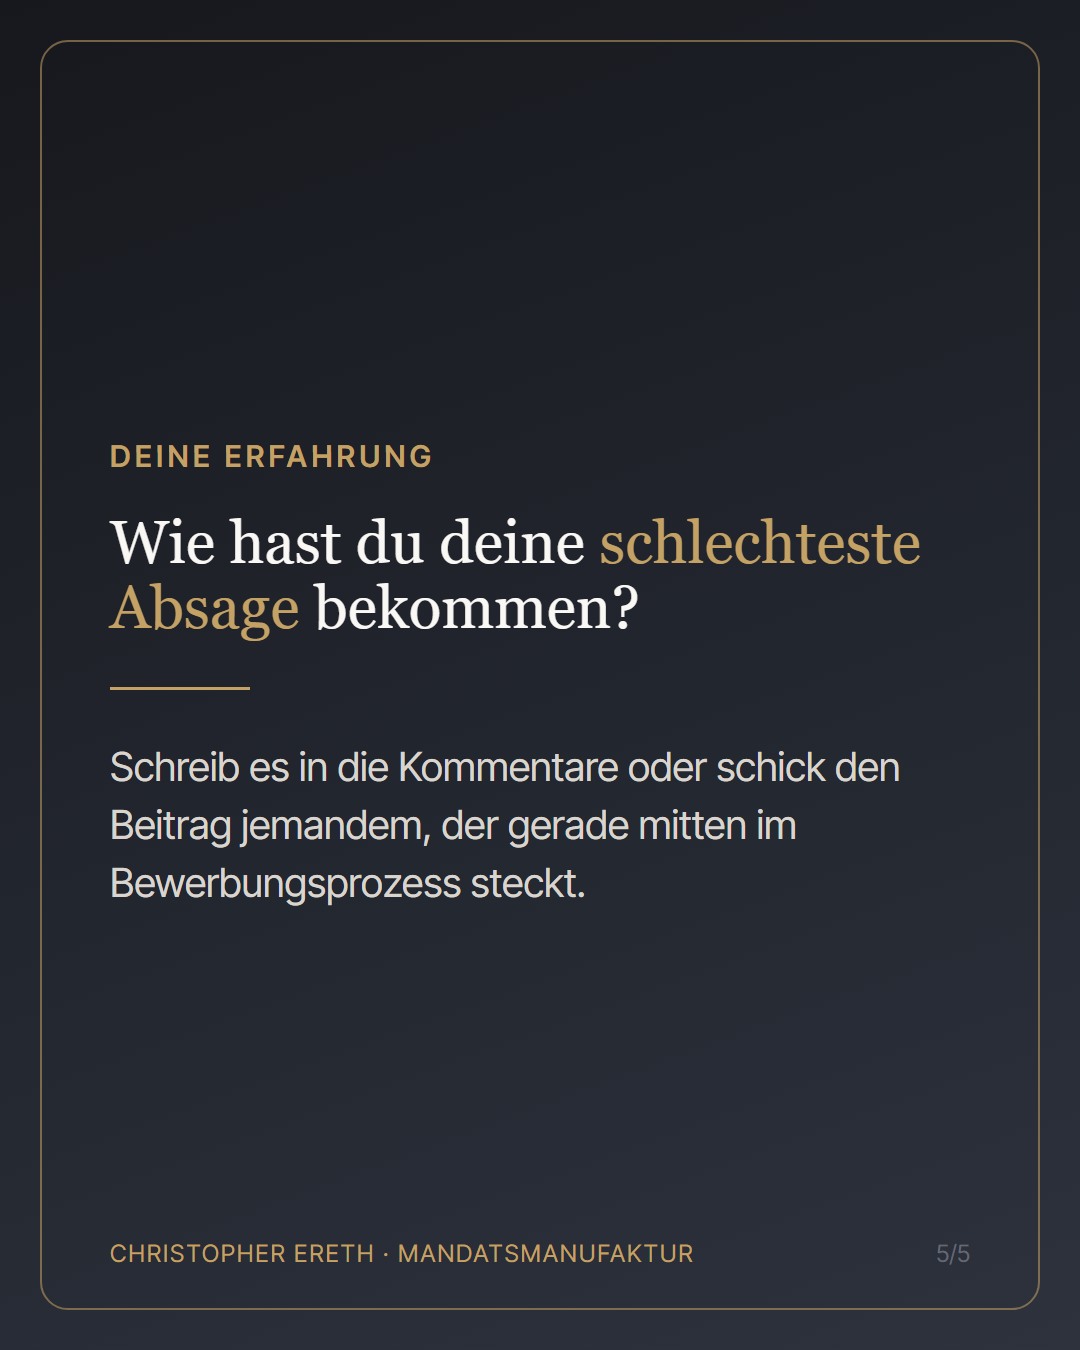 DEINE ERFAHRUNG
Wie hast du deine schlechteste
Absage bekommen?
Schreib es in die Kommentare oder schick den
Beitrag jemandem, der gerade mitten im
Bewerbungsprozess steckt.
CHRISTOPHER ERETH · MANDATSMANUFAKTUR
5/5